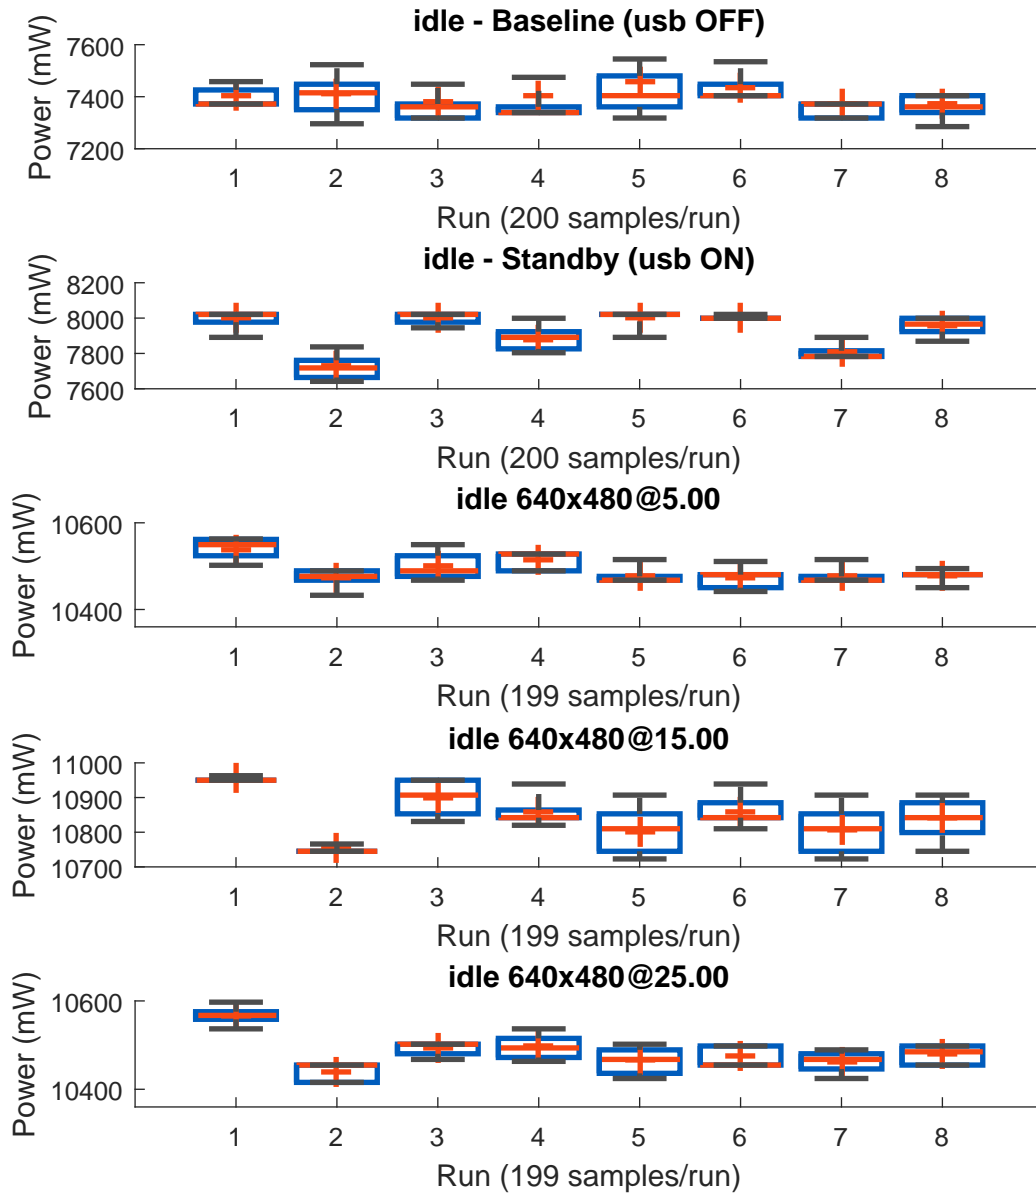 idle - Baseline (usb OFF)
Power (mW)
7600
7400
7200
1 2 3 4 5 6 7 8
Run (200 samples/run)
idle - Standby (usb ON)
Power (mW)
8200
8000
7800
7600
1 2 3 4 5 6 7 8
Run (200 samples/run)
idle 640x480@5.00
Power (mW)
10600
10400
1 2 3 4 5 6 7 8
Run (199 samples/run)
idle 640x480@15.00
Power (mW)
11000
10900
10800
10700
1 2 3 4 5 6 7 8
Run (199 samples/run)
idle 640x480@25.00
Power (mW)
10600
10400
1 2 3 4 5 6 7 8
Run (199 samples/run)